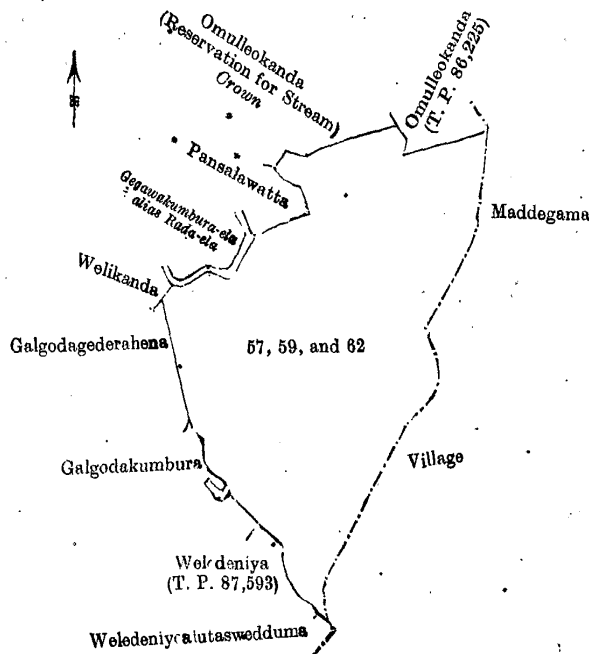 Omulleokanda
(Reservation for Stream)
Crown
Omulleokanda
(T. P. 86,225)
Pansalawatta
Gegawakumbura-ela
alias Rada-ela
Maddegama
Welikanda
Galgodagederahena
57, 59, and 62
Galgodakumbura
Village
Weledeniya
(T. P. 87,593)